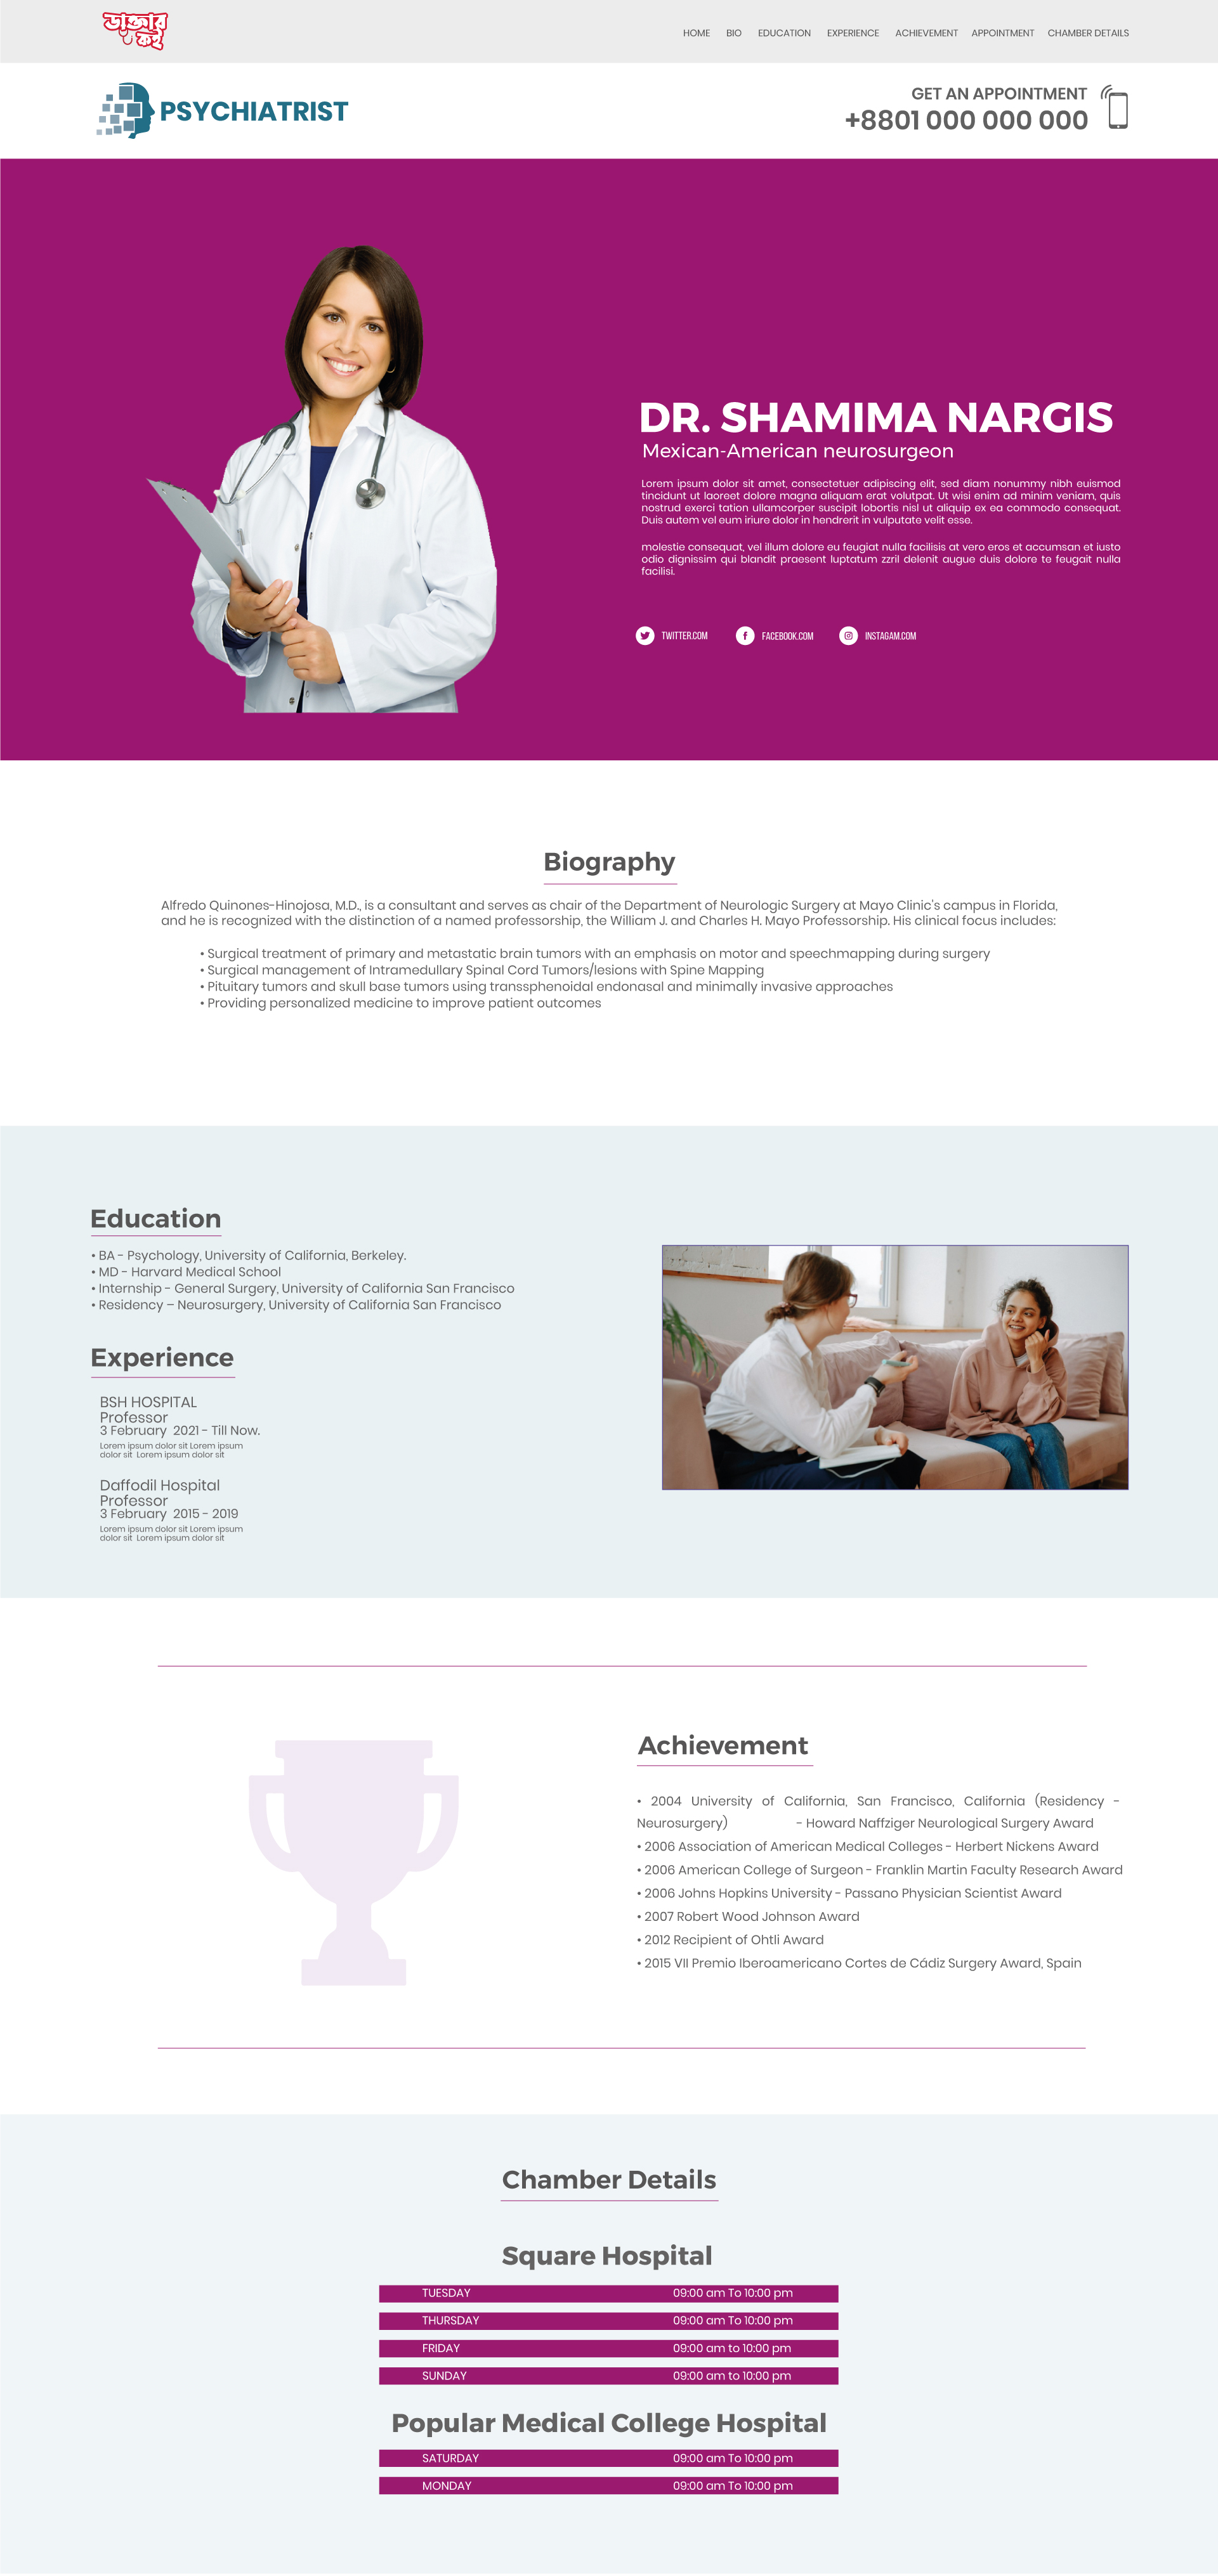 ডাক্তার
কই
HOME BIO EDUCATION EXPERIENCE ACHIEVEMENT APPOINTMENT CHAMBER DETAILS
PSYCHIATRIST
GET AN APPOINTMENT
+8801 000 000 000
DR. SHAMIMA NARGIS
Mexican-American neurosurgeon
Lorem ipsum dolor sit amet, consectetuer adipiscing elit, sed diam nonummy nibh euismod
tincidunt ut laoreet dolore magna aliquam erat volutpat. Ut wisi enim ad minim veniam, quis
nostrud exerci tation ullamcorper suscipit lobortis nisl ut aliquip ex ea commodo consequat.
Duis autem vel eum iriure dolor in hendrerit in vulputate velit esse.
molestie consequat, vel illum dolore eu feugiat nulla facilisis at vero eros et accumsan et iusto
odio dignissim qui blandit praesent luptatum zzril delenit augue duis dolore te feugait nulla
facilisi.
TWITTER.COM FACEBOOK.COM INSTAGAM.COM
Biography
Alfredo Quinones-Hinojosa, M.D., is a consultant and serves as chair of the Department of Neurologic Surgery at Mayo Clinic's campus in Florida,
and he is recognized with the distinction of a named professorship, the William J. and Charles H. Mayo Professorship. His clinical focus includes:
• Surgical treatment of primary and metastatic brain tumors with an emphasis on motor and speechmapping during surgery
• Surgical management of Intramedullary Spinal Cord Tumors/lesions with Spine Mapping
• Pituitary tumors and skull base tumors using transsphenoidal endonasal and minimally invasive approaches
• Providing personalized medicine to improve patient outcomes
Education
• BA - Psychology, University of California, Berkeley.
• MD - Harvard Medical School
• Internship - General Surgery, University of California San Francisco
• Residency – Neurosurgery, University of California San Francisco
Experience
BSH HOSPITAL
Professor
3 February 2021 - Till Now.
Lorem ipsum dolor sit Lorem ipsum
dolor sit Lorem ipsum dolor sit
Daffodil Hospital
Professor
3 February 2015 - 2019
Lorem ipsum dolor sit Lorem ipsum
dolor sit Lorem ipsum dolor sit
Achievement
• 2004 University of California, San Francisco, California (Residency -
Neurosurgery) - Howard Naffziger Neurological Surgery Award
• 2006 Association of American Medical Colleges - Herbert Nickens Award
• 2006 American College of Surgeon - Franklin Martin Faculty Research Award
• 2006 Johns Hopkins University - Passano Physician Scientist Award
• 2007 Robert Wood Johnson Award
• 2012 Recipient of Ohtli Award
• 2015 VII Premio Iberoamericano Cortes de Cádiz Surgery Award, Spain
Chamber Details
Square Hospital
TUESDAY 09:00 am To 10:00 pm
THURSDAY 09:00 am To 10:00 pm
FRIDAY 09:00 am to 10:00 pm
SUNDAY 09:00 am to 10:00 pm
Popular Medical College Hospital
SATURDAY 09:00 am To 10:00 pm
MONDAY 09:00 am To 10:00 pm